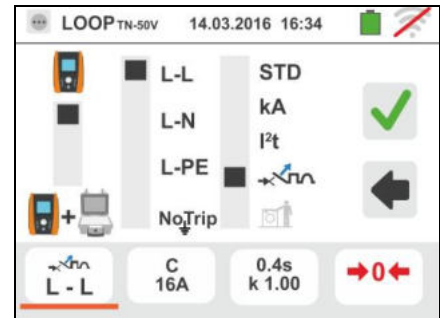 LOOP TN-50V 14.03.2016 16:34
L-L STD
L-N kA
I²t
L-PE
+
NoTrip
L - L
C
16A
0.4s
k 1.00
→0←